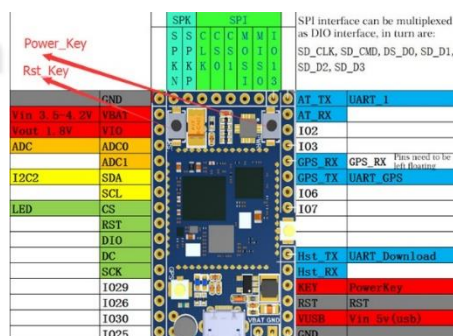 SPK SPI
SPI interface can be multiplexed
as DIO interface, in turn are:
SD_CLK, SD_CMD, DS_D0, SD_D1,
SD_D2, SD_D3
Power_Key
Rst_Key
GND AT_TX UART_1
Vin 3.5-4.2V VBAT AT_RX
Vout 1.8V VIO IO2
ADC ADC0 IO3
ADC1 GPS_RX GPS_RX Pins need to be left floating
I2C2 SDA GPS_TX UART_GPS
SCL IO6
LED CS IO7
RST
DIO
DC Hst_TX UART_Download
SCK Hst_RX
IO29 KEY PowerKey
IO26 RST RST
IO30 VUSB Vin 5v(usb)
IO25 GND
VBAT GND